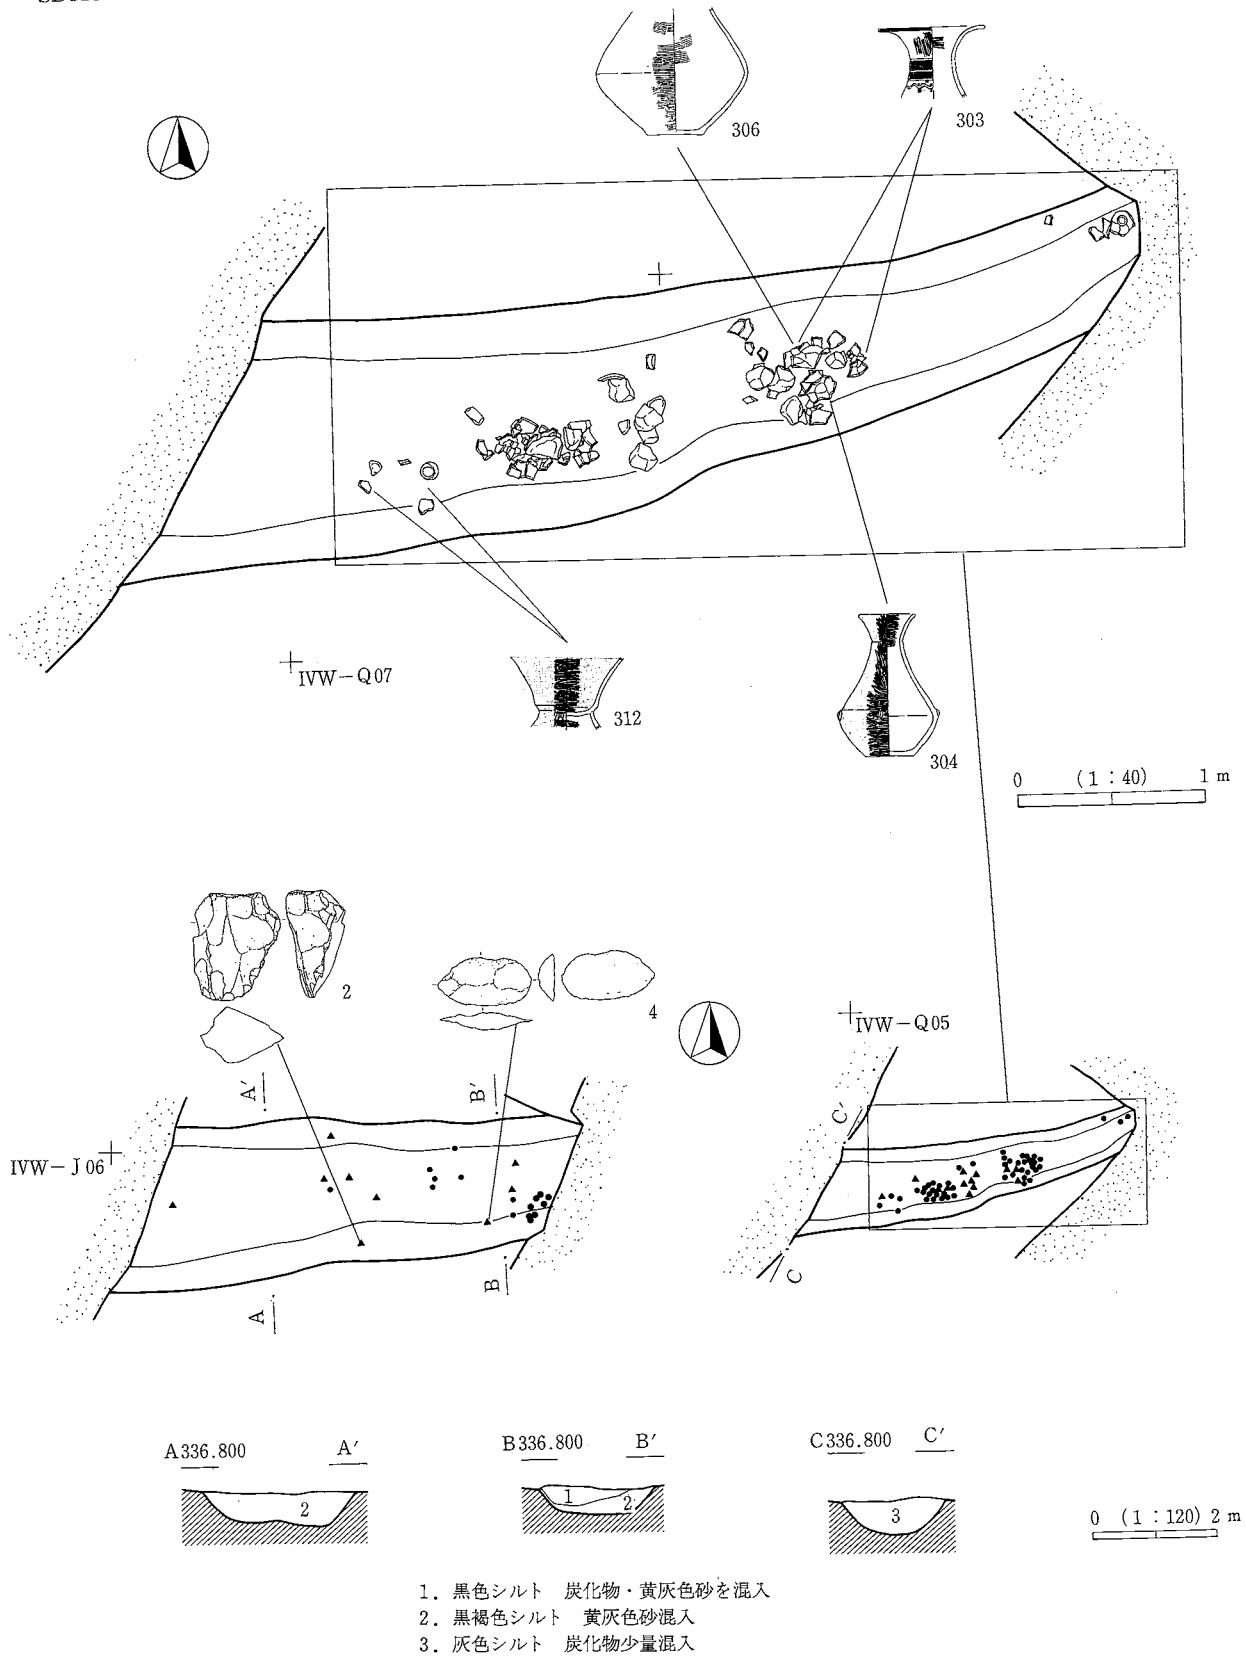 306
303
IVW-Q07
312
304
0 (1:40) 1m
2
4
IVW-Q05
A'
B'
C'
IVW-J06
A
B
C
A336.800 A' B336.800 B' C336.800 C'
2 1 2 3
0 (1:120) 2m
1. 黒色シルト 炭化物・黄灰色砂を混入
2. 黒褐色シルト 黄灰色砂混入
3. 灰色シルト 炭化物少量混入